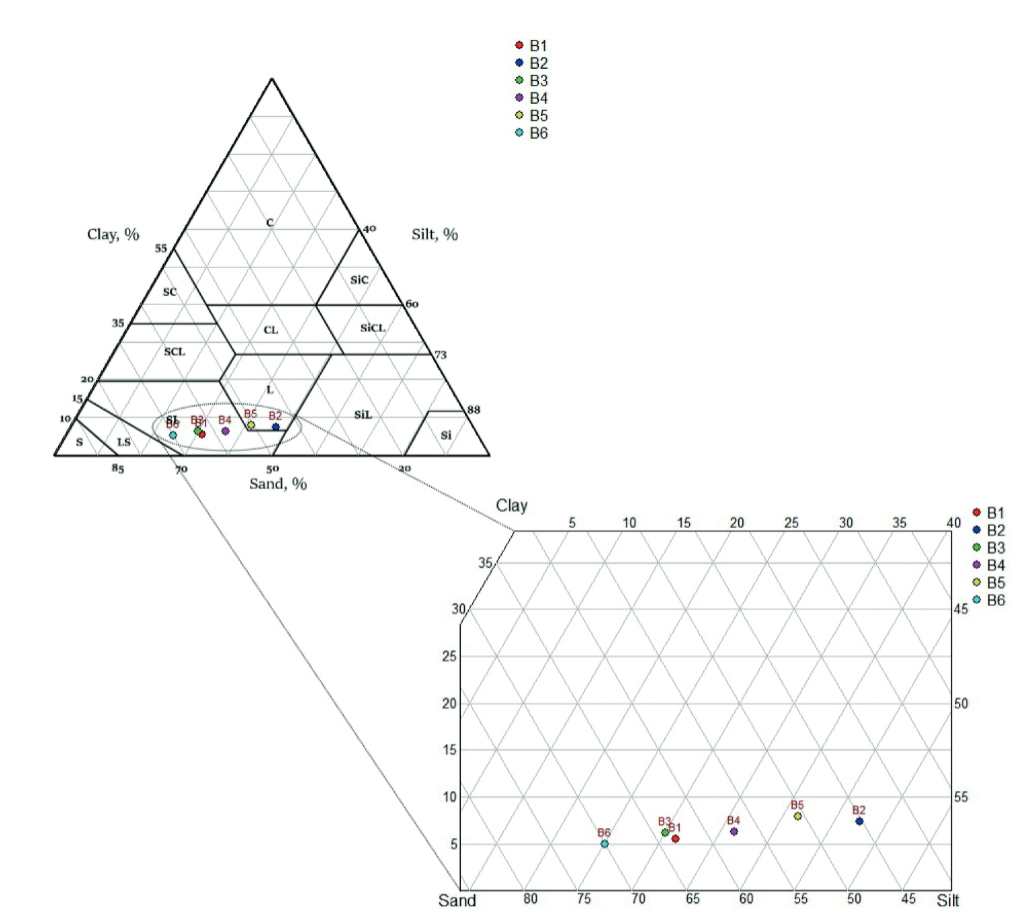 B1
B2
B3
B4
B5
B6
Clay, %
Silt, %
C
40
55
SC
SiC
60
35
CL
SiCL
SCL
73
20
L
15
88
10
SL
B6
B3
B1
B4
B5
B2
SiL
Si
S
LS
85
70
50
20
Sand, %
Clay
5
10
15
20
25
30
35
40
B1
B2
B3
B4
B5
B6
35
30
45
25
20
50
15
10
55
B5
B2
B3
B1
B4
B6
5
Sand
80
75
70
65
60
55
50
45
Silt